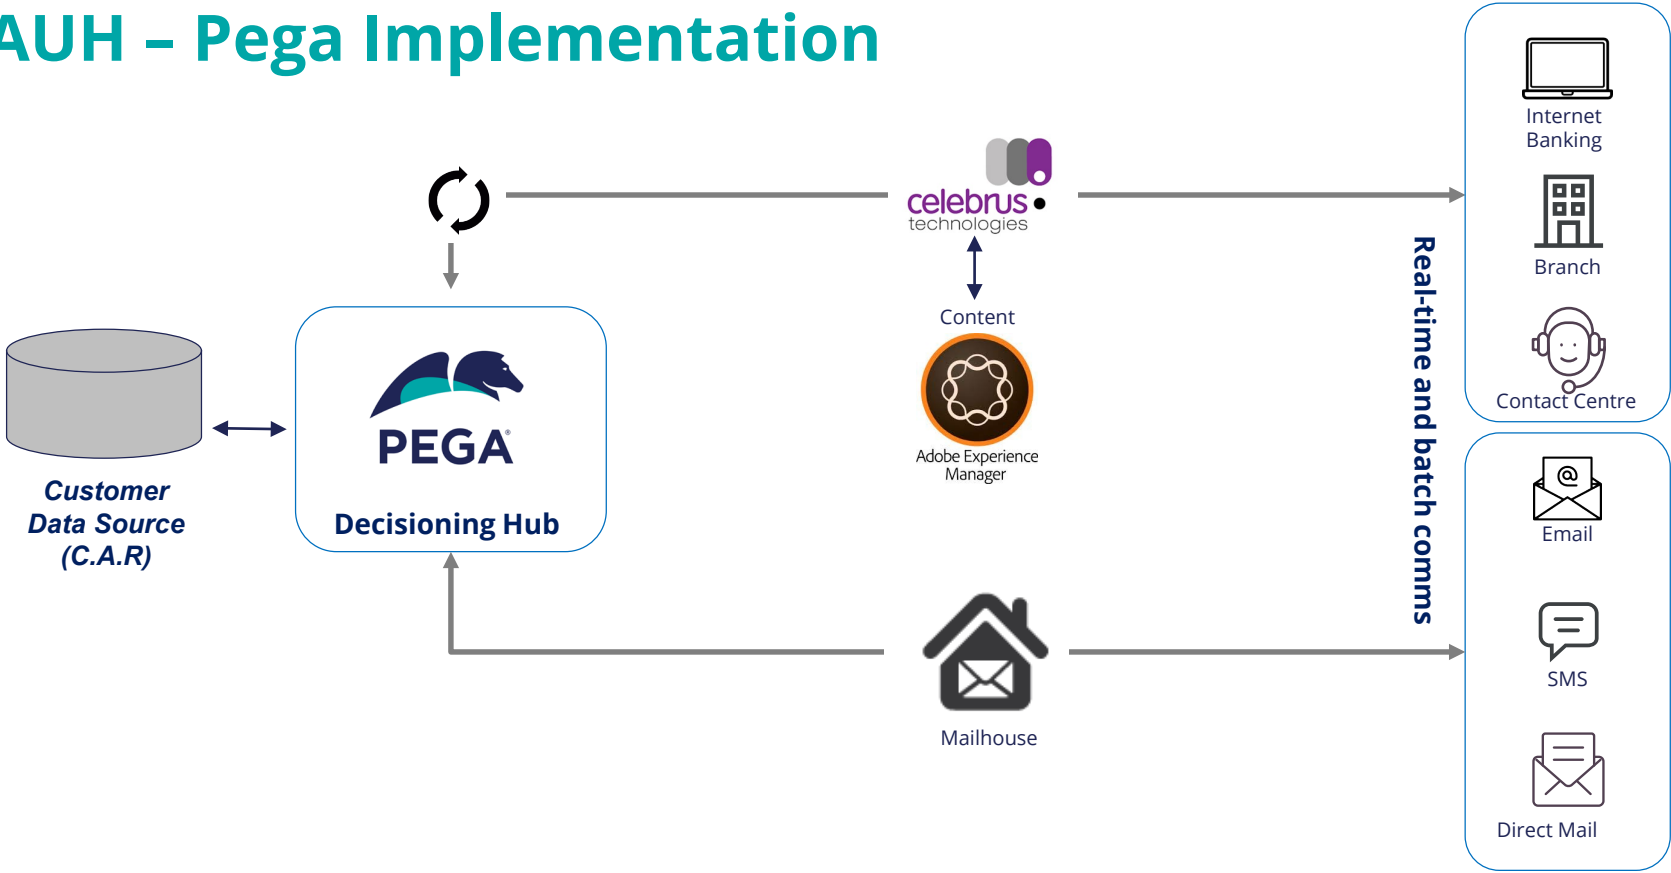 AUH – Pega Implementation
Internet
Banking
Branch
Contact Centre
celebrus
technologies
Content
Adobe Experience
Manager
Real-time and batch comms
PEGA®
Decisioning Hub
Customer
Data Source
(C.A.R)
@
Email
SMS
Direct Mail
Mailhouse